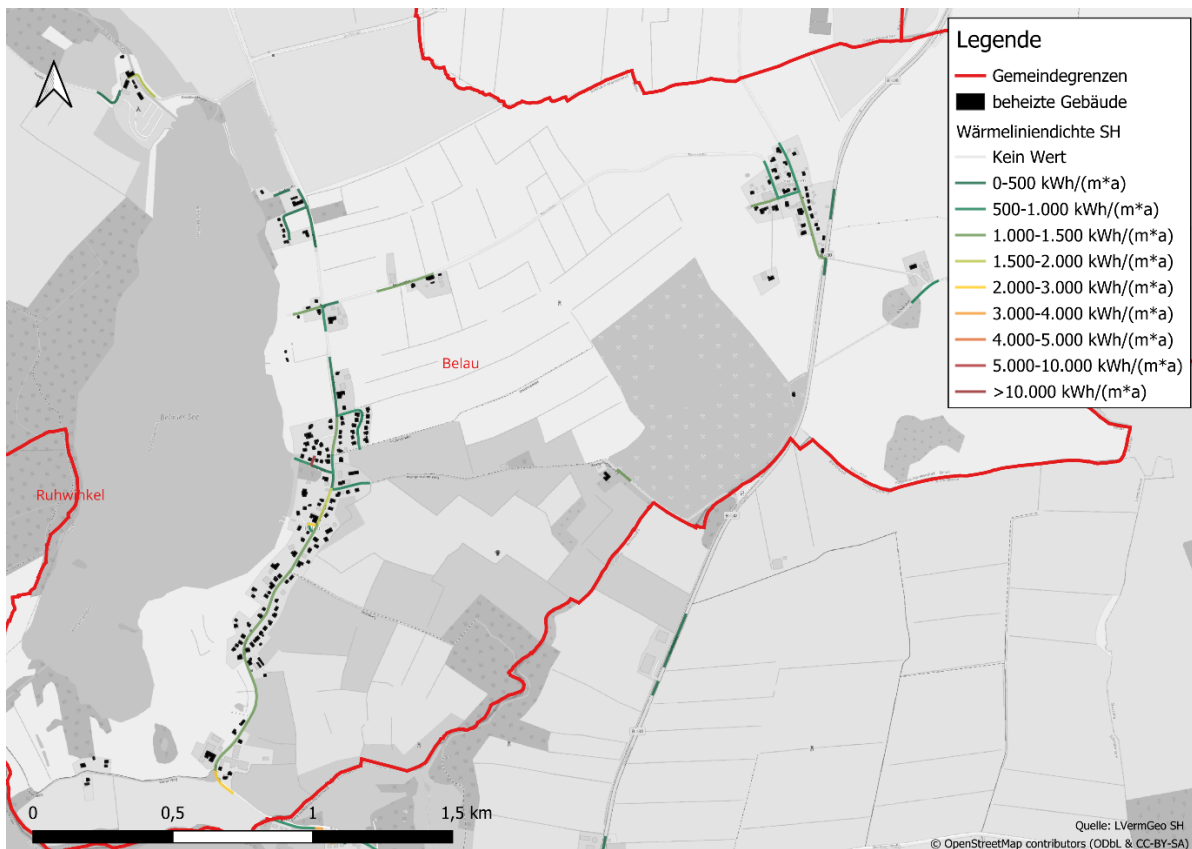 Legende
Gemeindegrenzen
beheizte Gebäude
Wärmeliniendichte SH
Kein Wert
0-500 kWh/(m*a)
500-1.000 kWh/(m*a)
1.000-1.500 kWh/(m*a)
1.500-2.000 kWh/(m*a)
2.000-3.000 kWh/(m*a)
3.000-4.000 kWh/(m*a)
4.000-5.000 kWh/(m*a)
5.000-10.000 kWh/(m*a)
>10.000 kWh/(m*a)
Belau
Belauer See
Ruhwinkel
0 0,5 1 1,5 km
Quelle: LVermGeo SH
© OpenStreetMap contributors (ODbL & CC-BY-SA)